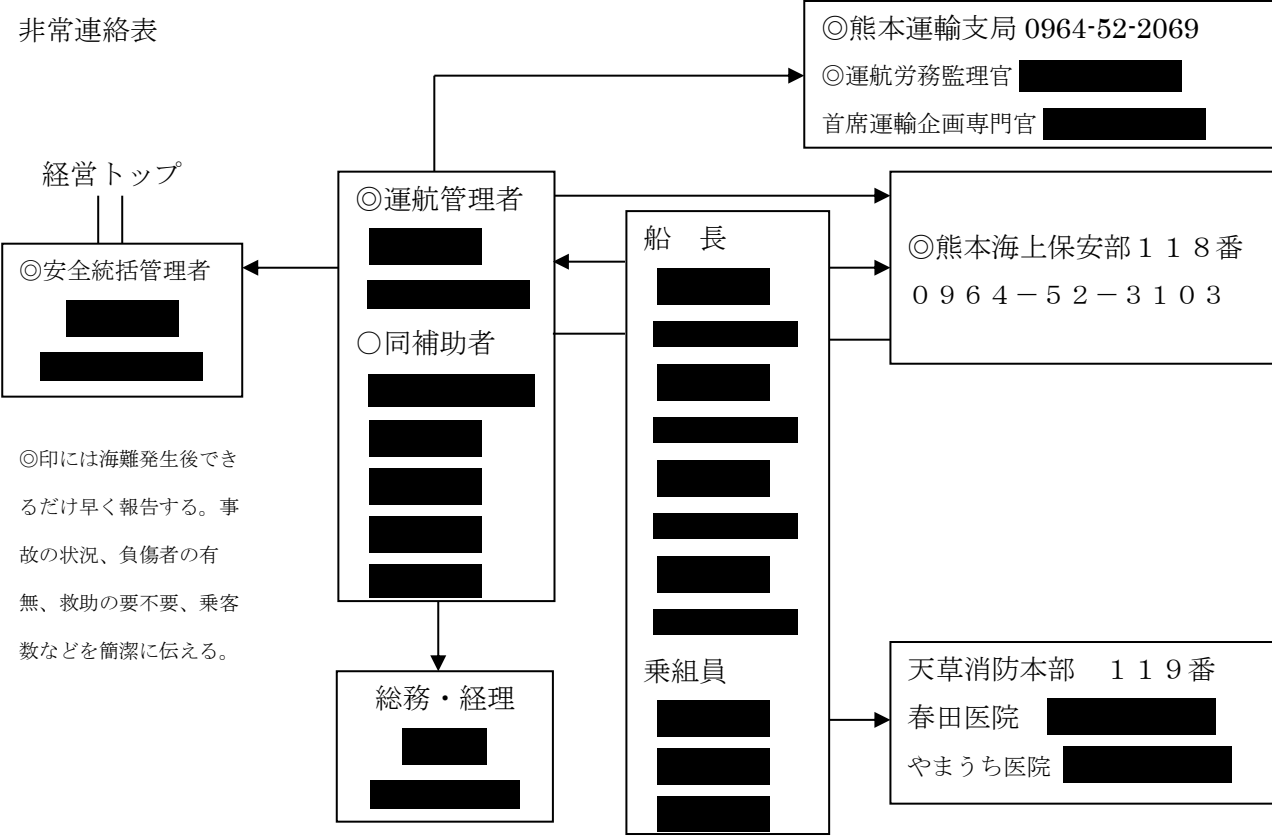 非常連絡表
◎熊本運輸支局 0964-52-2069
◎運航労務監理官
首席運輸企画専門官
経営トップ
◎安全統括管理者
◎運航管理者
○同補助者
船　長
乗組員
◎熊本海上保安部１１８番
０９６４－５２－３１０３
◎印には海難発生後でき
るだけ早く報告する。事
故の状況、負傷者の有
無、救助の要不要、乗客
数などを簡潔に伝える。
総務・経理
天草消防本部　１１９番
春田医院
やまうち医院